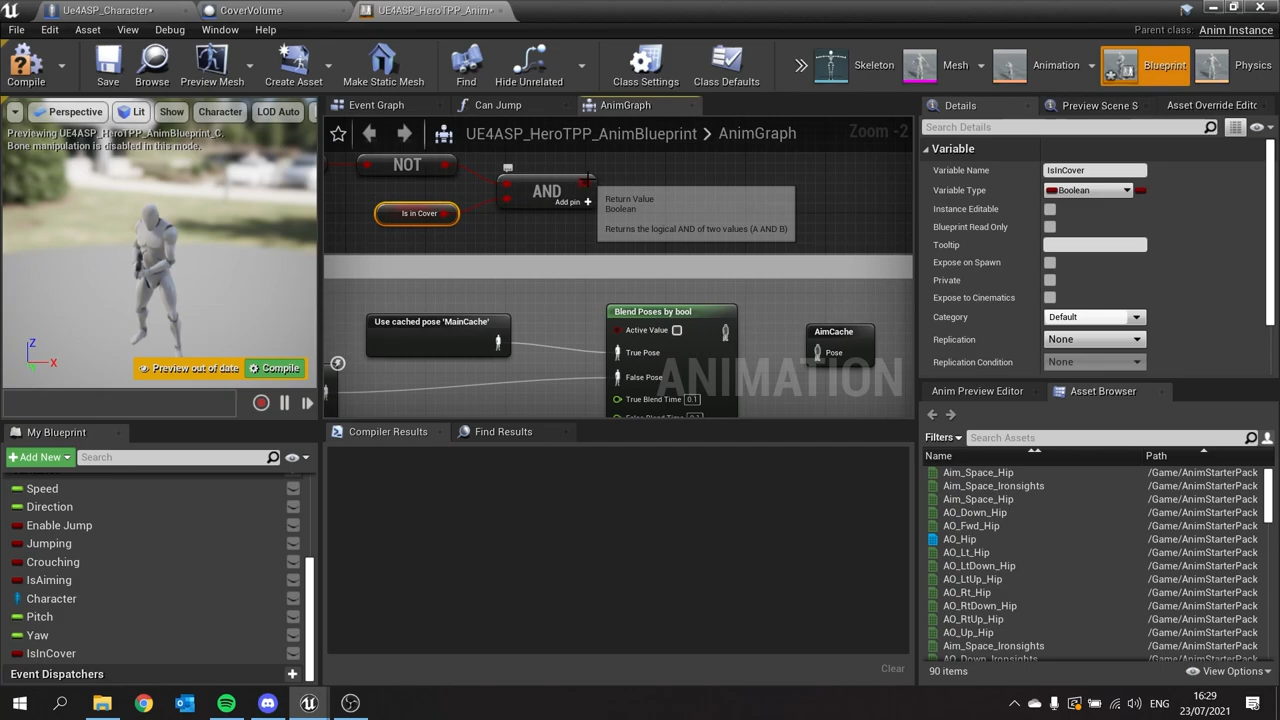 UE4ASP_Character*
CoverVolume
UE4ASP_HeroTPP_Anim*
File
Edit
Asset
View
Debug
Window
Help
Parent class: Anim Instance
Compile
Save
Browse
Preview Mesh
Create Asset
Make Static Mesh
Find
Hide Unrelated
Class Settings
Class Defaults
Skeleton
Mesh
Animation
Blueprint
Physics
Perspective
Lit
Show
Character
LOD Auto
Previewing UE4ASP_HeroTPP_AnimBlueprint_C.
Bone manipulation is disabled in this mode.
Z
X
Preview out of date
Compile
Event Graph
Can Jump
AnimGraph
UE4ASP_HeroTPP_AnimBlueprint > AnimGraph
Zoom -2
NOT
AND
Add pin +
Is in Cover
Return Value
Boolean
Returns the logical AND of two values (A AND B)
Use cached pose 'MainCache'
Blend Poses by bool
Active Value
True Pose
False Pose
True Blend Time 0.1
False Blend Time 0.1
AimCache
Pose
ANIMATION
Details
Preview Scene S
Asset Override Editc
Search Details
Variable
Variable Name IsInCover
Variable Type Boolean
Instance Editable
Blueprint Read Only
Tooltip
Expose on Spawn
Private
Expose to Cinematics
Category Default
Replication None
Replication Condition None
My Blueprint
+Add New
Search
Speed
Direction
Enable Jump
Jumping
Crouching
IsAiming
Character
Pitch
Yaw
IsInCover
Event Dispatchers
Compiler Results
Find Results
Clear
Anim Preview Editor
Asset Browser
Filters
Search Assets
Name Path
Aim_Space_Hip /Game/AnimStarterPack
Aim_Space_Ironsights /Game/AnimStarterPack
Aim_Space_Hip /Game/AnimStarterPack
AO_Down_Hip /Game/AnimStarterPack
AO_Fwd_Hip /Game/AnimStarterPack
AO_Hip /Game/AnimStarterPack
AO_Lt_Hip /Game/AnimStarterPack
AO_LtDown_Hip /Game/AnimStarterPack
AO_LtUp_Hip /Game/AnimStarterPack
AO_Rt_Hip /Game/AnimStarterPack
AO_RtDown_Hip /Game/AnimStarterPack
AO_RtUp_Hip /Game/AnimStarterPack
AO_Up_Hip /Game/AnimStarterPack
Aim_Space_Ironsights /Game/AnimStarterPack
AO_Down_Ironsights /Game/AnimStarterPack
90 items
View Options
ENG
16:29
23/07/2021